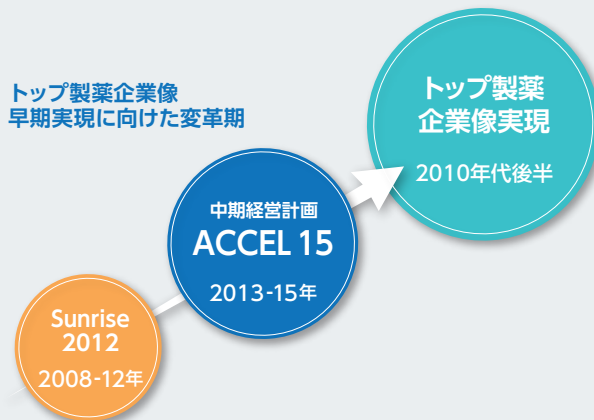 トップ製薬企業像
早期実現に向けた変革期
トップ製薬
企業像実現
2010年代後半
中期経営計画
ACCEL 15
2013-15年
Sunrise
2012
2008-12年